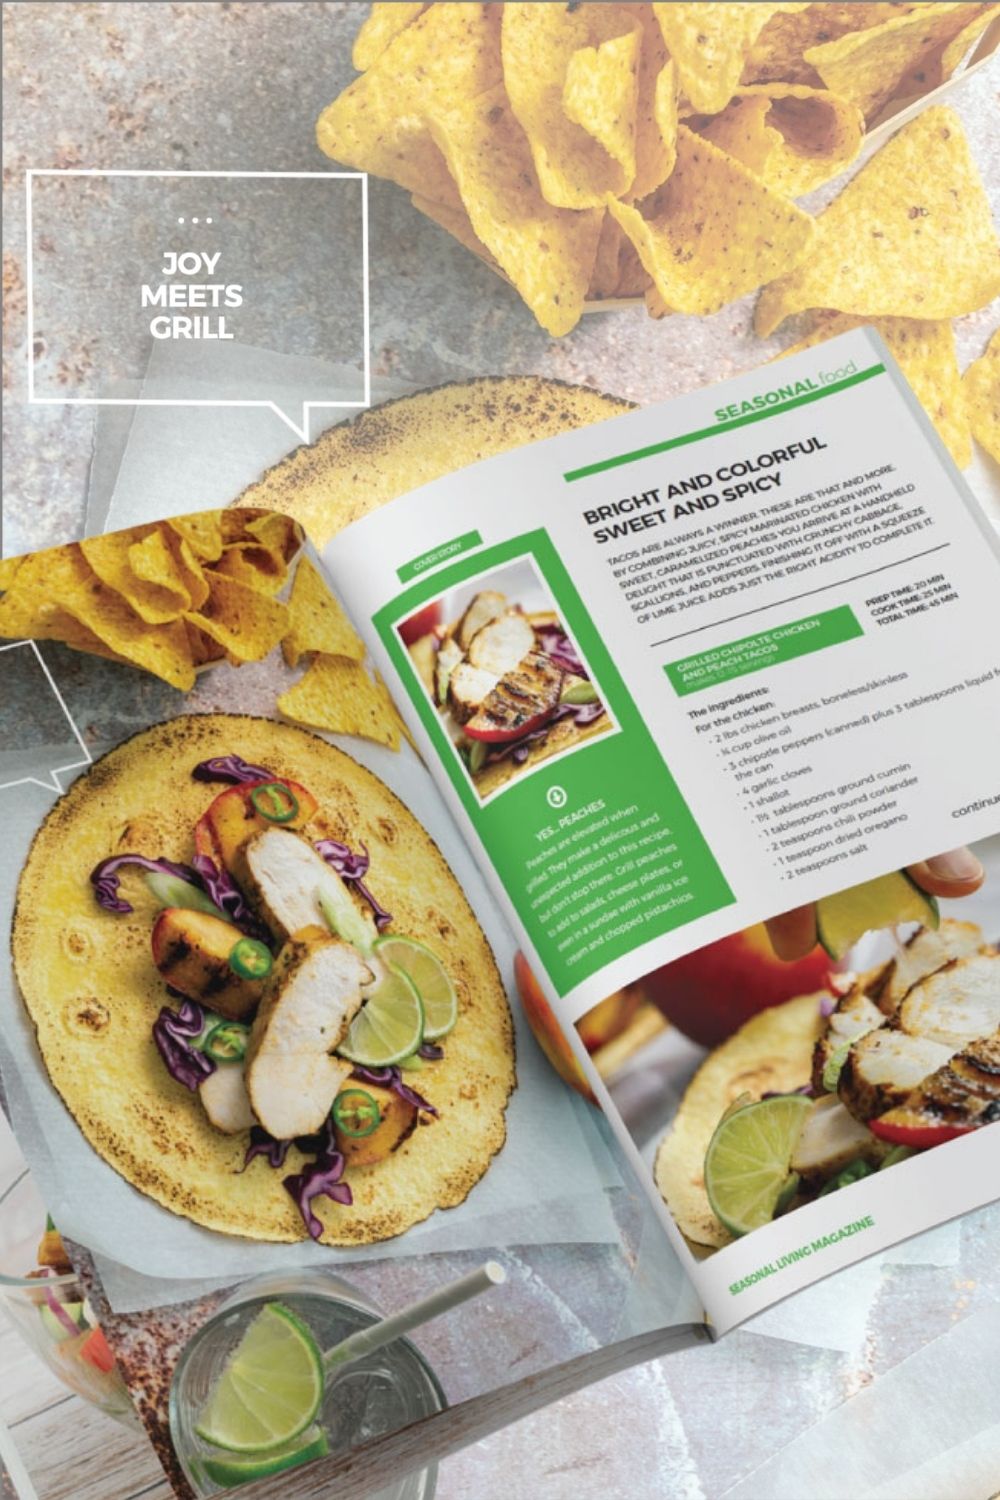 ...
JOY
MEETS
GRILL
SEASONAL food
BRIGHT AND COLORFUL
SWEET AND SPICY
TACOS ARE ALWAYS A WINNER. THESE ARE THAT AND MORE.
BY COMBINING JUICY, SPICY MARINATED CHICKEN WITH
SWEET, CARAMELIZED PEACHES YOU ARRIVE AT A HANDHELD
DELIGHT THAT IS PUNCTUATED WITH CRUNCHY CABBAGE,
SCALLIONS, AND PEPPERS. FINISHING IT OFF WITH A SQUEEZE
OF LIME JUICE ADDS JUST THE RIGHT ACIDITY TO COMPLETE IT.
PREP TIME: 20 MIN
COOK TIME: 25 MIN
TOTAL TIME: 45 MIN
GRILLED CHIPOLTE CHICKEN
AND PEACH TACOS
makes 12-15 servings
The ingredients:
For the chicken:
• 2 lbs chicken breasts, boneless/skinless
• ¼ cup olive oil
• 3 chipotle peppers (canned) plus 3 tablespoons liquid
the can
• 4 garlic cloves
• 1 shallot
• 1½ tablespoons ground cumin
• 1 tablespoon ground coriander
• 2 teaspoons chili powder
• 1 teaspoon dried oregano
• 2 teaspoons salt
COVER STORY
YES... PEACHES
Peaches are elevated when
grilled. They make a delicious and
unexpected addition to this recipe,
but don't stop there. Grill peaches
to add to salads, cheese plates, or
even in a sundae with vanilla ice
cream and chopped pistachios.
SEASONAL LIVING MAGAZINE